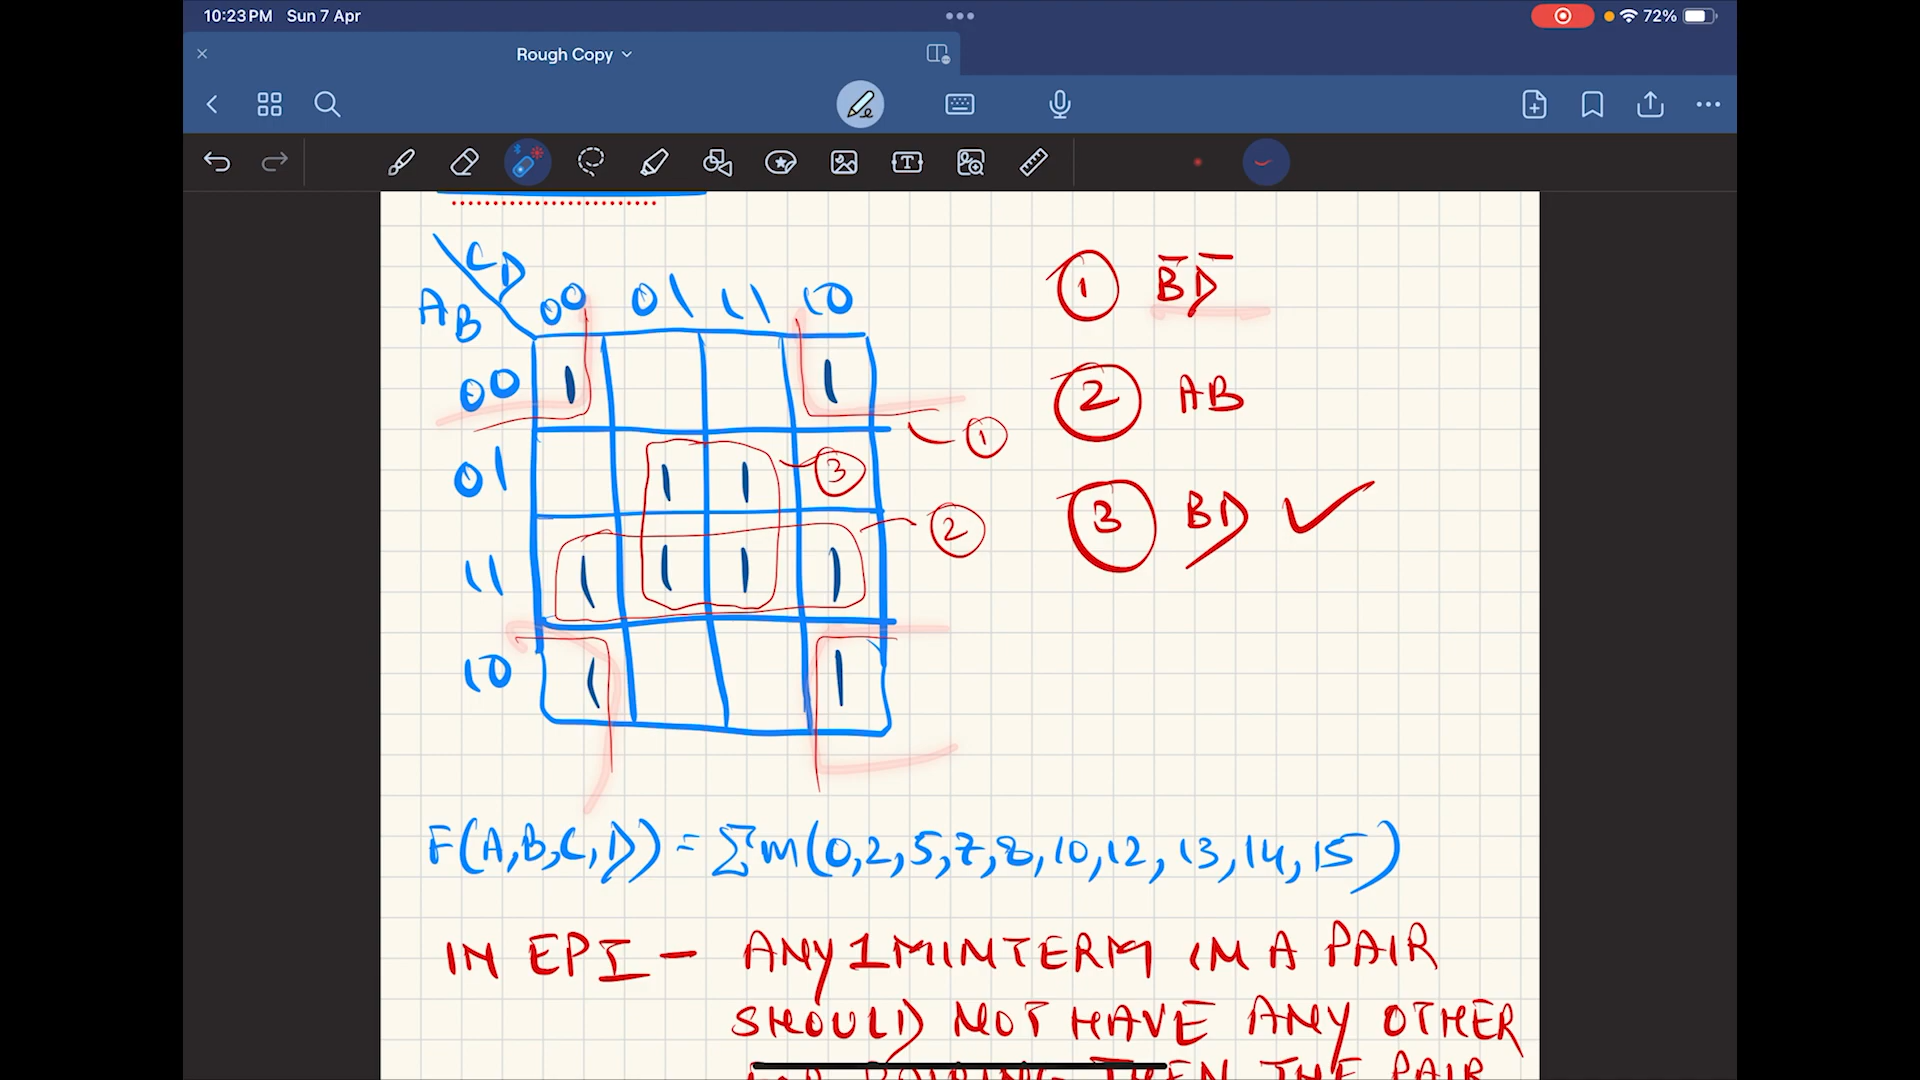 10:23 PM Sun 7 Apr
72%
Rough Copy
CD
AB
00 01 11 10
00 1 1
1
01 1 1 3
2
11 1 1 1 1
10 1 1
1 B̅D̅
2 AB
3 BD ✓
F(A,B,C,D) = Σm(0,2,5,7,8,10,12,13,14,15)
IN EPI - ANY 1 MINTERM IN A PAIR
SHOULD NOT HAVE ANY OTHER
THE PAIR